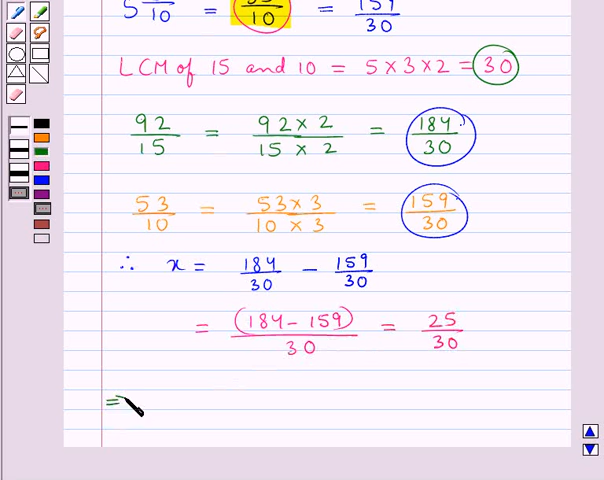 5 /10 = 53/10 = 159/30
LCM of 15 and 10 = 5 × 3 × 2 = 30
92/15 = 92 × 2/15 × 2 = 184/30
53/10 = 53 × 3/10 × 3 = 159/30
∴ x = 184/30 - 159/30
= (184 - 159)/30 = 25/30
=